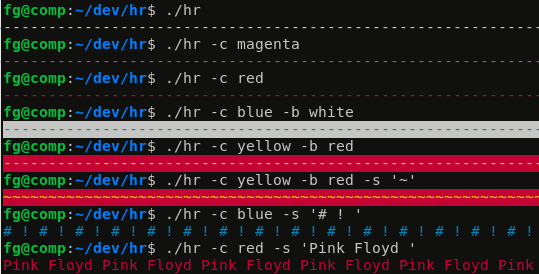 fg@comp:~/dev/hr$ ./hr
------------------------------------------------------------
fg@comp:~/dev/hr$ ./hr -c magenta
------------------------------------------------------------
fg@comp:~/dev/hr$ ./hr -c red
------------------------------------------------------------
fg@comp:~/dev/hr$ ./hr -c blue -b white
------------------------------------------------------------
fg@comp:~/dev/hr$ ./hr -c yellow -b red
------------------------------------------------------------
fg@comp:~/dev/hr$ ./hr -c yellow -b red -s '~'
~~~~~~~~~~~~~~~~~~~~~~~~~~~~~~~~~~~~~~~~~~~~~~~~~~~~~~~~~~~~
fg@comp:~/dev/hr$ ./hr -c blue -s '# ! '
# ! # ! # ! # ! # ! # ! # ! # ! # ! # ! # ! # ! # ! # ! # !
fg@comp:~/dev/hr$ ./hr -c red -s 'Pink Floyd '
Pink Floyd Pink Floyd Pink Floyd Pink Floyd Pink Floyd Pink